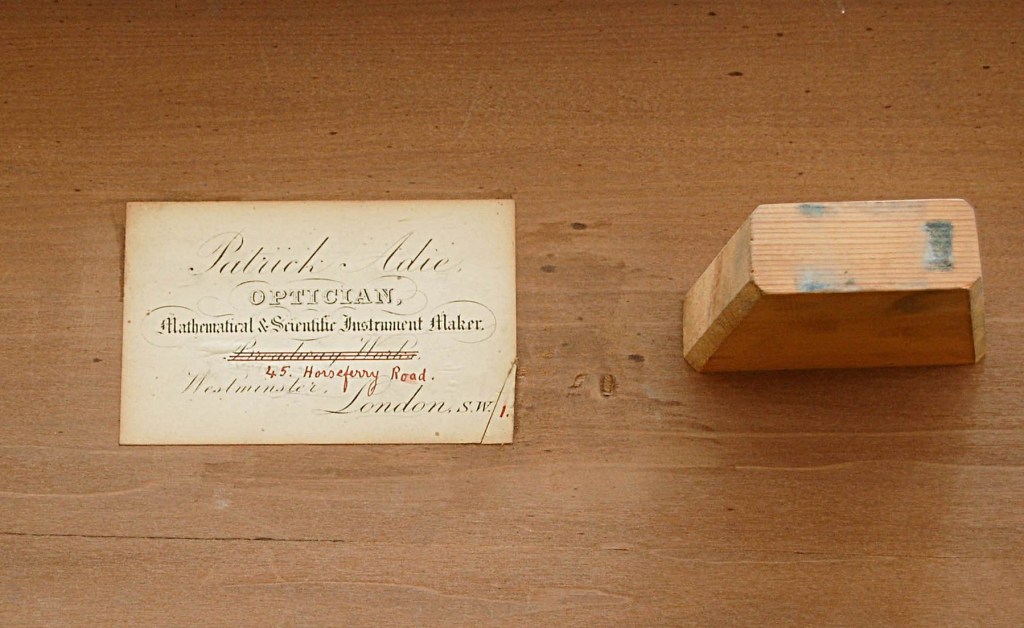 Patrick Adie.
OPTICIAN,
Mathematical & Scientific Instrument Maker.
Broadway Works.
45. Horseferry Road.
Westminster,
London, S.W. 1.